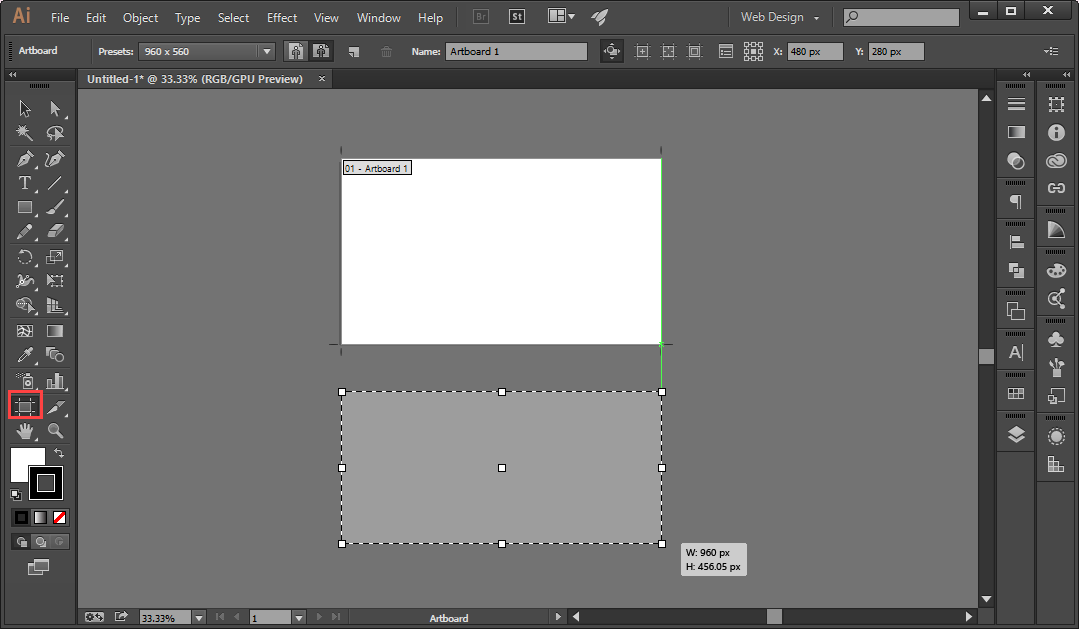 Ai File Edit Object Type Select Effect View Window Help Br St Web Design
Artboard Presets: 960 x 560 Name: Artboard 1 X: 480 px Y: 280 px
Untitled-1* @ 33.33% (RGB/GPU Preview) ×
01 - Artboard 1
W: 960 px
H: 456.05 px
33.33% 1 Artboard